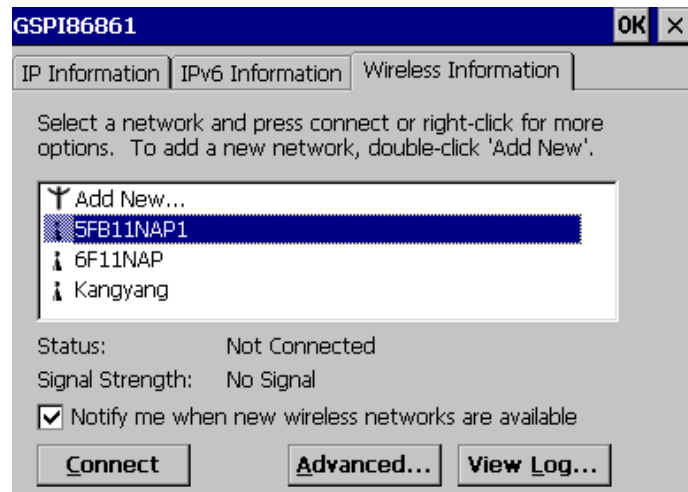 GSPI86861 OK ×
IP Information IPv6 Information Wireless Information
Select a network and press connect or right-click for more
options. To add a new network, double-click 'Add New'.
Add New...
5FB11NAP1
6F11NAP
Kangyang
Status: Not Connected
Signal Strength: No Signal
Notify me when new wireless networks are available
Connect Advanced... View Log...